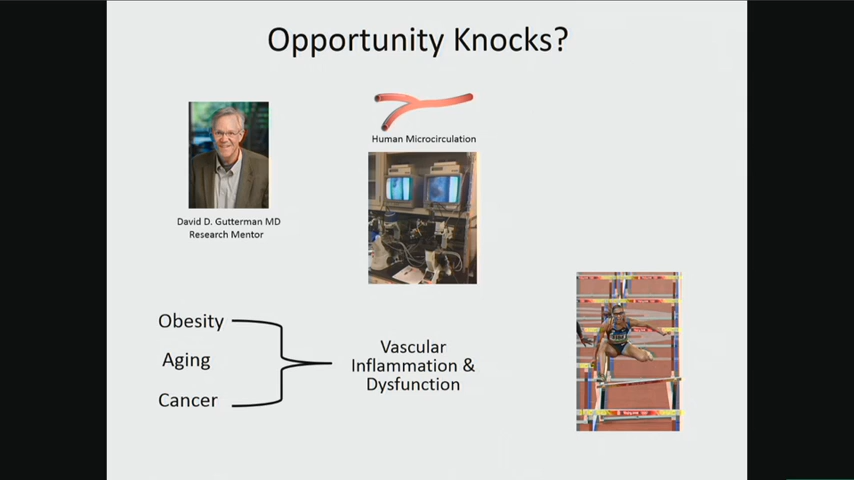 Opportunity Knocks?
Human Microcirculation
David D. Gutterman MD
Research Mentor
Obesity
Aging
Cancer
Vascular
Inflammation &
Dysfunction